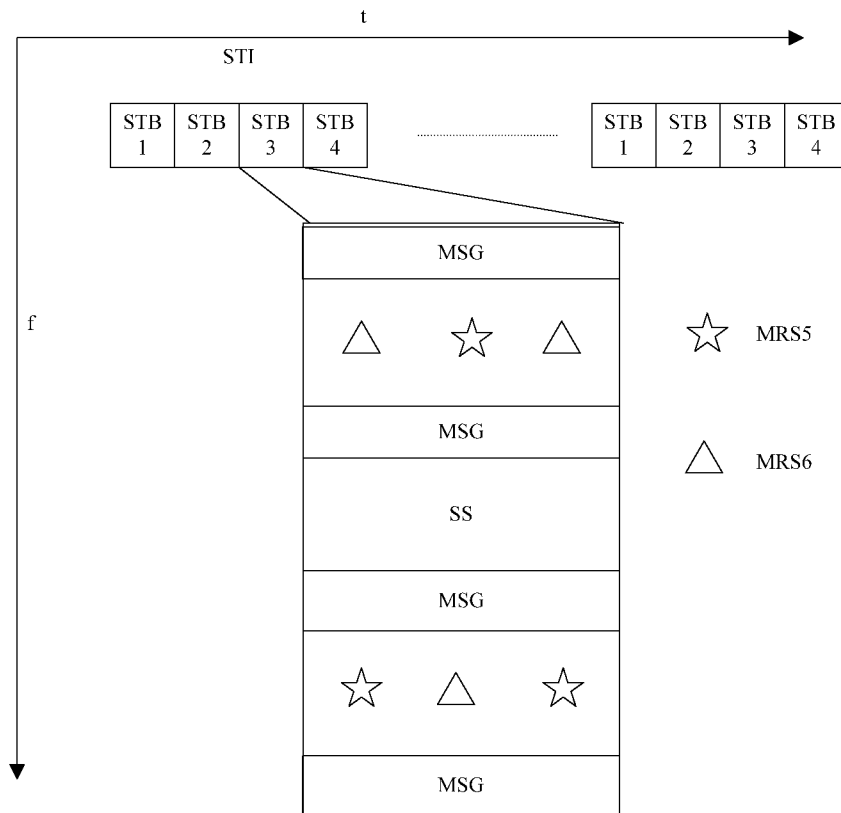 t
STI
STB STB STB STB STB STB STB STB
1 2 3 4 1 2 3 4
MSG
f
MRS5
MSG
MRS6
SS
MSG
MSG